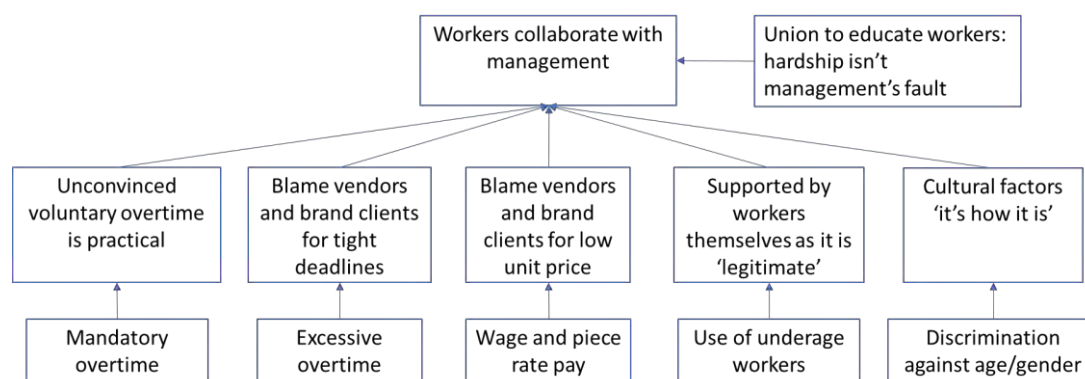 Workers collaborate with
management
Union to educate workers:
hardship isn't
management's fault
Unconvinced
voluntary overtime
is practical
Blame vendors
and brand clients
for tight
deadlines
Blame vendors
and brand
clients for low
unit price
Supported by
workers
themselves as it is
'legitimate'
Cultural factors
'it's how it is'
Mandatory
overtime
Excessive
overtime
Wage and piece
rate pay
Use of underage
workers
Discrimination
against age/gender